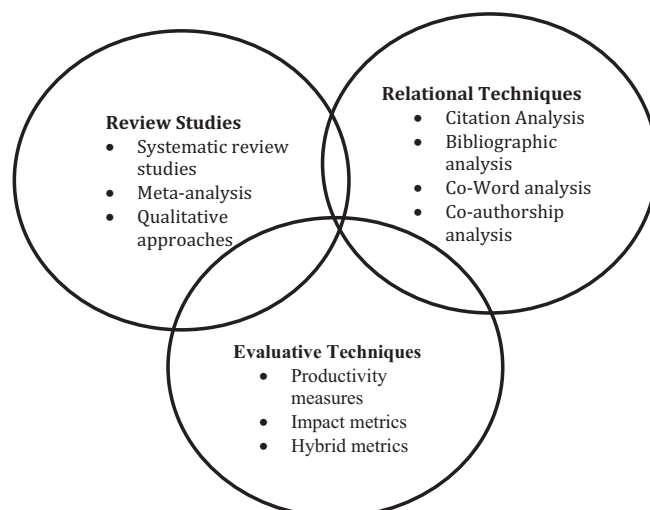 Review Studies
• Systematic review
studies
• Meta-analysis
• Qualitative
approaches
Relational Techniques
• Citation Analysis
• Bibliographic
analysis
• Co-Word analysis
• Co-authorship
analysis
Evaluative Techniques
• Productivity
measures
• Impact metrics
• Hybrid metrics